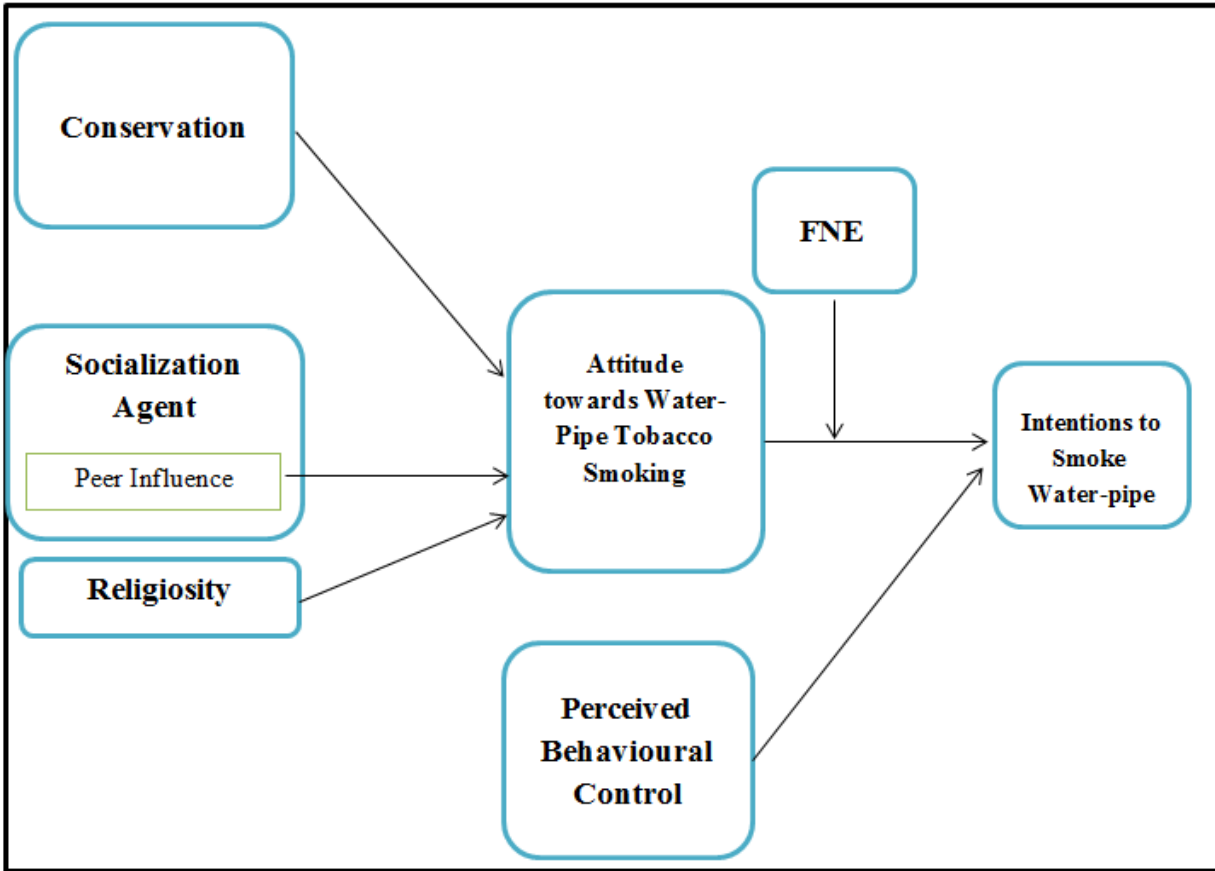 Conservation
FNE
Socialization
Agent
Peer Influence
Religiosity
Attitude
towards Water-
Pipe Tobacco
Smoking
Intentions to
Smoke
Water-pipe
Perceived
Behavioural
Control